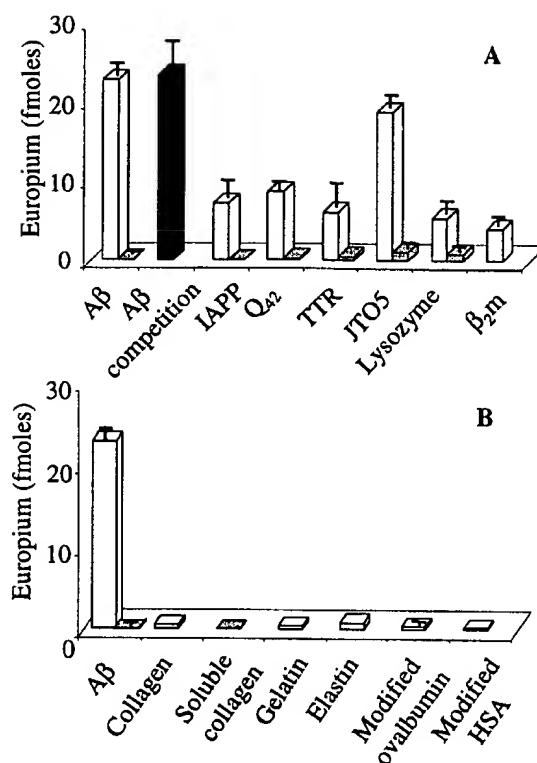 30
A
20
10
0
Europium (fmoles)
Aβ
Aβ
competition
IAPP
Q42
TTR
JTO5
Lysozyme
β2m
30
B
20
10
0
Europium (fmoles)
Aβ
Collagen
Soluble
collagen
Gelatin
Elastin
Modified
ovalbumin
Modified
HSA